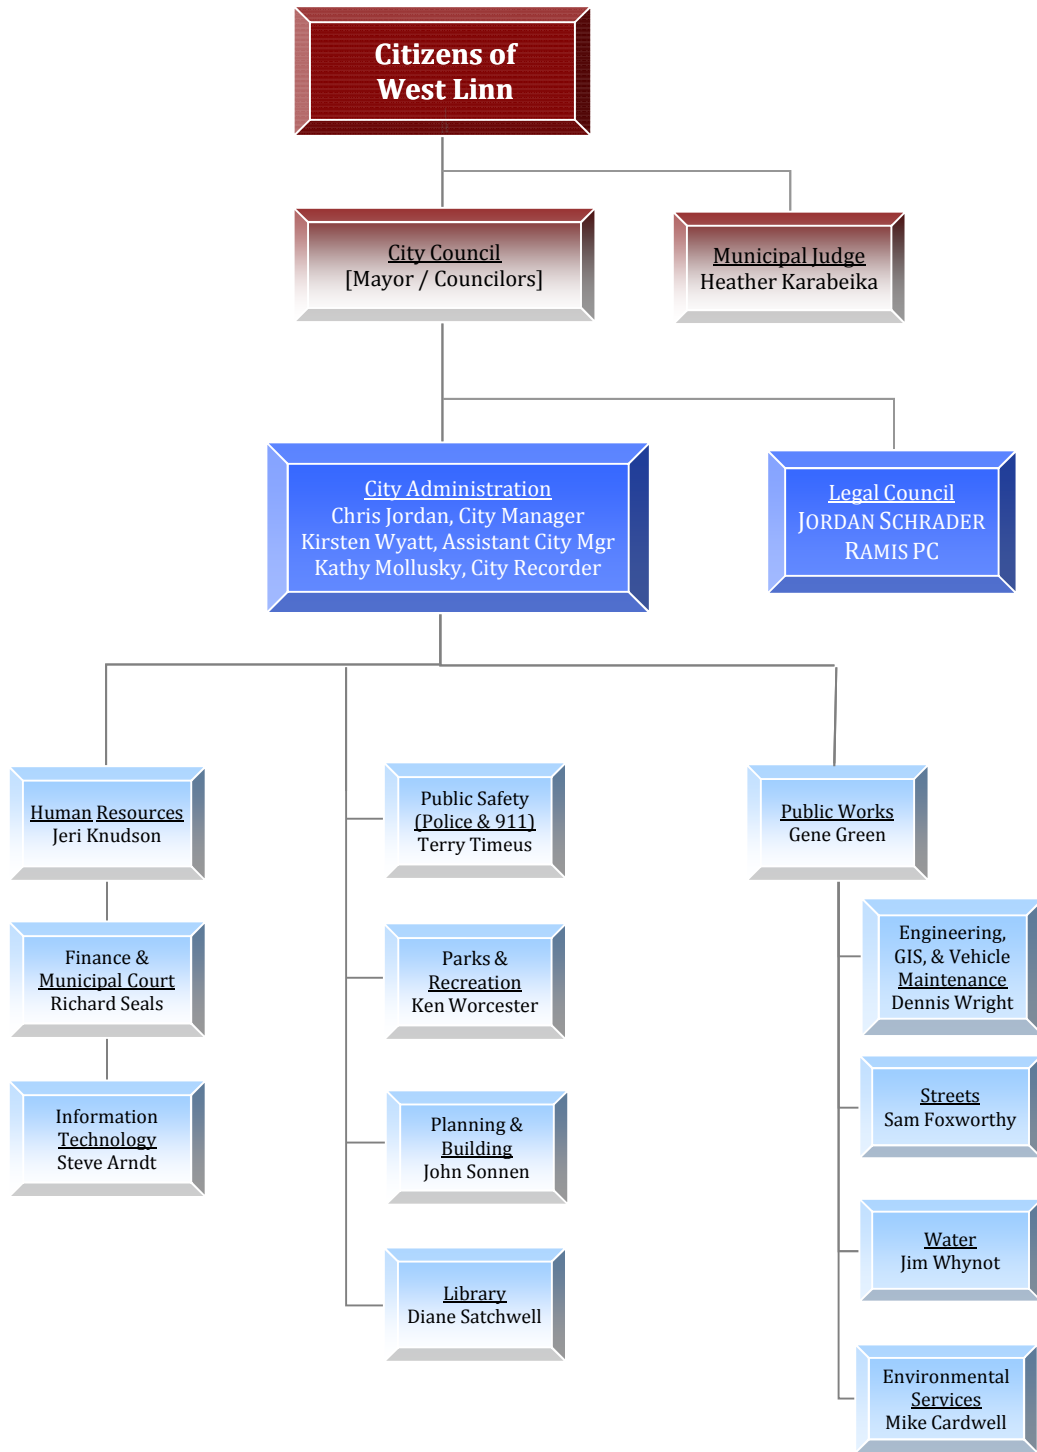 Citizens of
West Linn
City Council
[Mayor / Councilors]
Municipal Judge
Heather Karabeika
City Administration
Chris Jordan, City Manager
Kirsten Wyatt, Assistant City Mgr
Kathy Mollusky, City Recorder
Legal Council
JORDAN SCHRADER
RAMIS PC
Human Resources
Jeri Knudson
Finance &
Municipal Court
Richard Seals
Information
Technology
Steve Arndt
Public Safety
(Police & 911)
Terry Timeus
Parks &
Recreation
Ken Worcester
Planning &
Building
John Sonnen
Library
Diane Satchwell
Public Works
Gene Green
Engineering,
GIS, & Vehicle
Maintenance
Dennis Wright
Streets
Sam Foxworthy
Water
Jim Whynot
Environmental
Services
Mike Cardwell